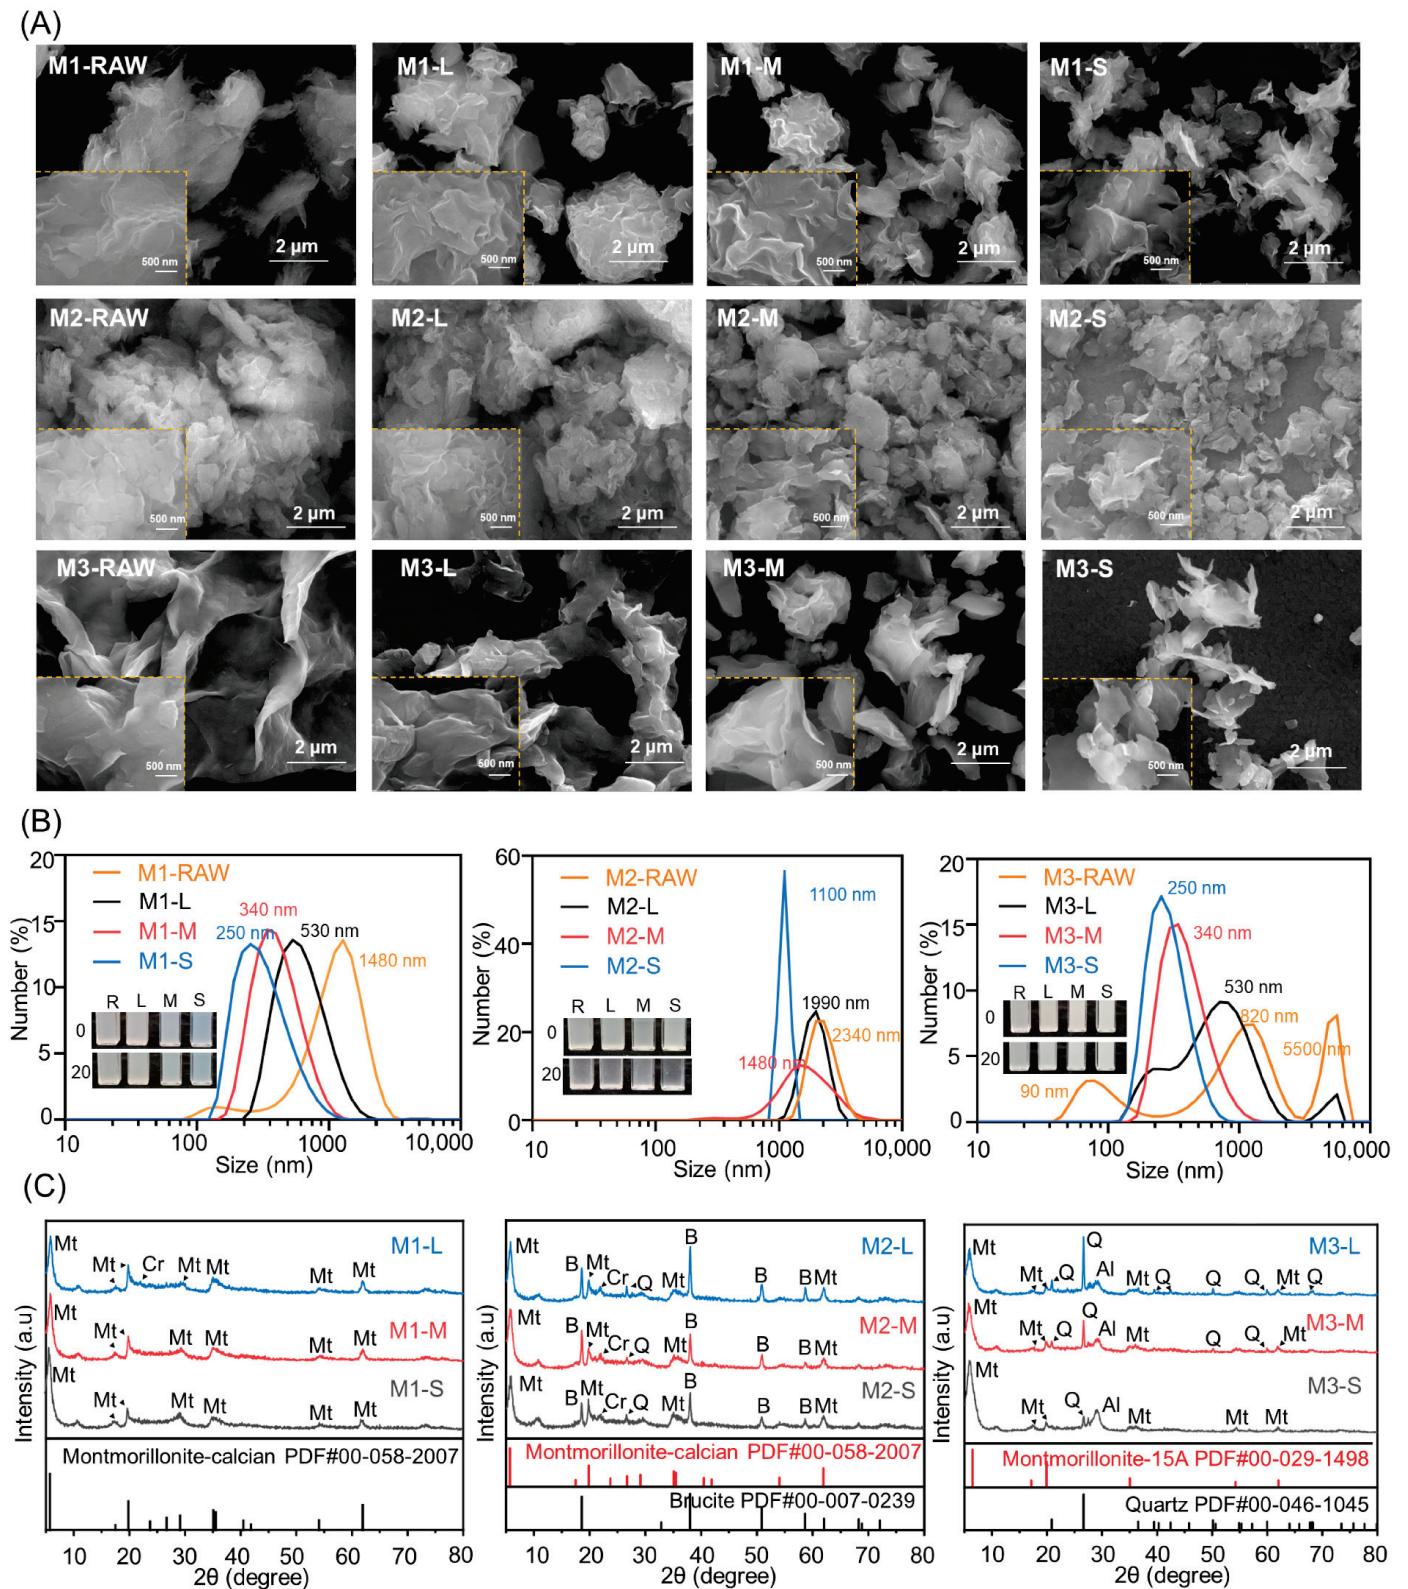 (A)
M1-RAW
500 nm
2 μm
M1-L
500 nm
2 μm
M1-M
500 nm
2 μm
M1-S
500 nm
2 μm
M2-RAW
500 nm
2 μm
M2-L
500 nm
2 μm
M2-M
500 nm
2 μm
M2-S
500 nm
2 μm
M3-RAW
500 nm
2 μm
M3-L
500 nm
2 μm
M3-M
500 nm
2 μm
M3-S
500 nm
2 μm
(B)
Number (%)
20
15
10
5
0
M1-RAW
M1-L
M1-M
M1-S
340 nm
250 nm
530 nm
1480 nm
R L M S
0
20
10 100 1000 10,000
Size (nm)
Number (%)
60
40
20
0
M2-RAW
M2-L
M2-M
M2-S
1100 nm
1990 nm
2340 nm
1480 nm
R L M S
0
20
10 100 1000 10,000
Size (nm)
Number (%)
20
15
10
5
0
M3-RAW
M3-L
M3-M
M3-S
250 nm
340 nm
530 nm
820 nm
5500 nm
90 nm
R L M S
0
20
10 100 1000 10,000
Size (nm)
(C)
Intensity (a.u)
Mt Mt Cr Mt Mt Mt Mt M1-L
Mt Mt Mt Mt Mt Mt M1-M
Mt Mt Mt Mt Mt Mt M1-S
Montmorillonite-calcian PDF#00-058-2007
10 20 30 40 50 60 70 80
2θ (degree)
Intensity (a.u)
Mt B Mt Cr Q Mt B B B Mt M2-L
Mt B Mt Cr Q Mt B B B Mt M2-M
Mt B Mt Cr Q Mt B B B Mt M2-S
Montmorillonite-calcian PDF#00-058-2007
Brucite PDF#00-007-0239
10 20 30 40 50 60 70 80
2θ (degree)
Intensity (a.u)
Mt Mt Q Q Al Mt Q Q Q Q Mt Q M3-L
Mt Mt Q Q Al Mt Q Q Mt M3-M
Mt Mt Q Al Mt Mt Mt M3-S
Montmorillonite-15A PDF#00-029-1498
Quartz PDF#00-046-1045
10 20 30 40 50 60 70 80
2θ (degree)